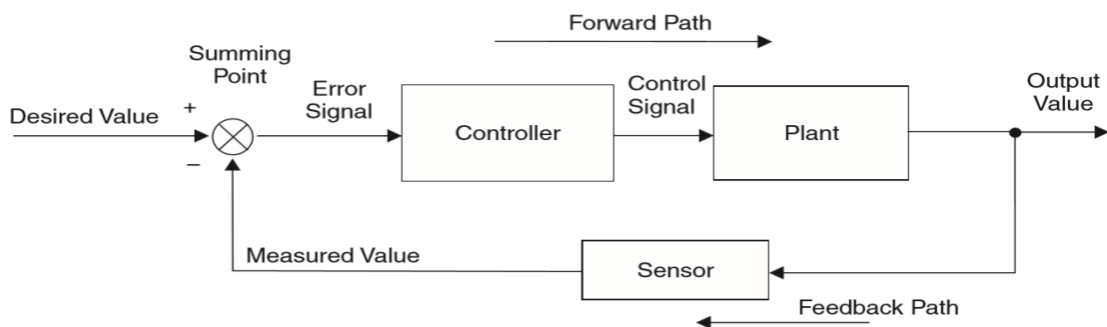 Forward Path
Summing
Point
Error
Signal
Control
Signal
Output
Value
Desired Value
+
−
Controller
Plant
Measured Value
Sensor
Feedback Path